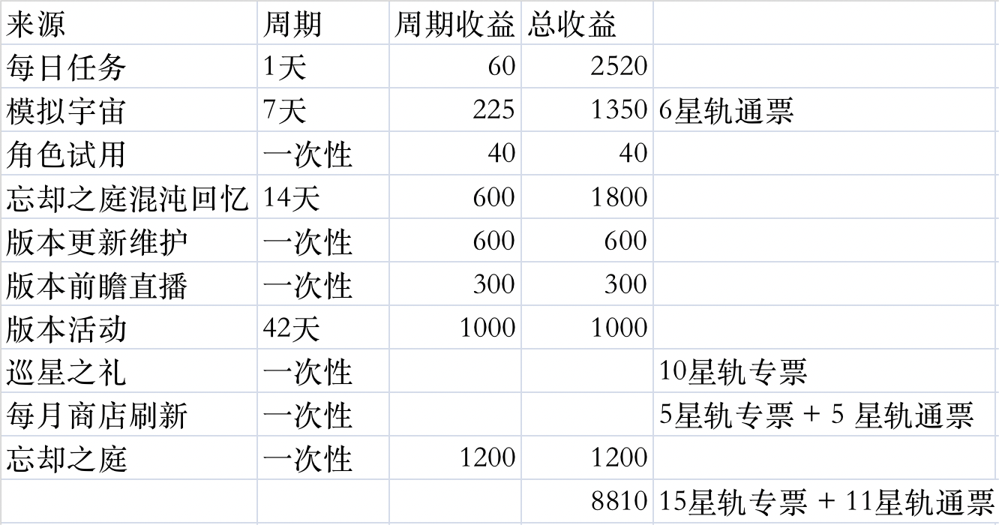 来源 周期 周期收益 总收益
每日任务 1天 60 2520
模拟宇宙 7天 225 1350 6星轨通票
角色试用 一次性 40 40
忘却之庭混沌回忆 14天 600 1800
版本更新维护 一次性 600 600
版本前瞻直播 一次性 300 300
版本活动 42天 1000 1000
巡星之礼 一次性 10星轨专票
每月商店刷新 一次性 5星轨专票 + 5 星轨通票
忘却之庭 一次性 1200 1200
8810 15星轨专票 + 11星轨通票